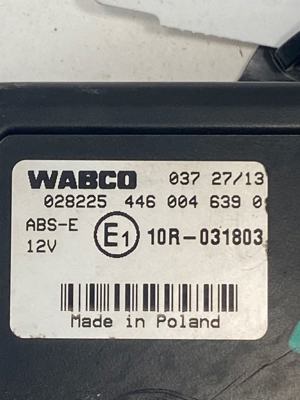 WABCO 037 27/13
028225 446 004 639 0
ABS-E
12V
E1 10R-031803
Made in Poland